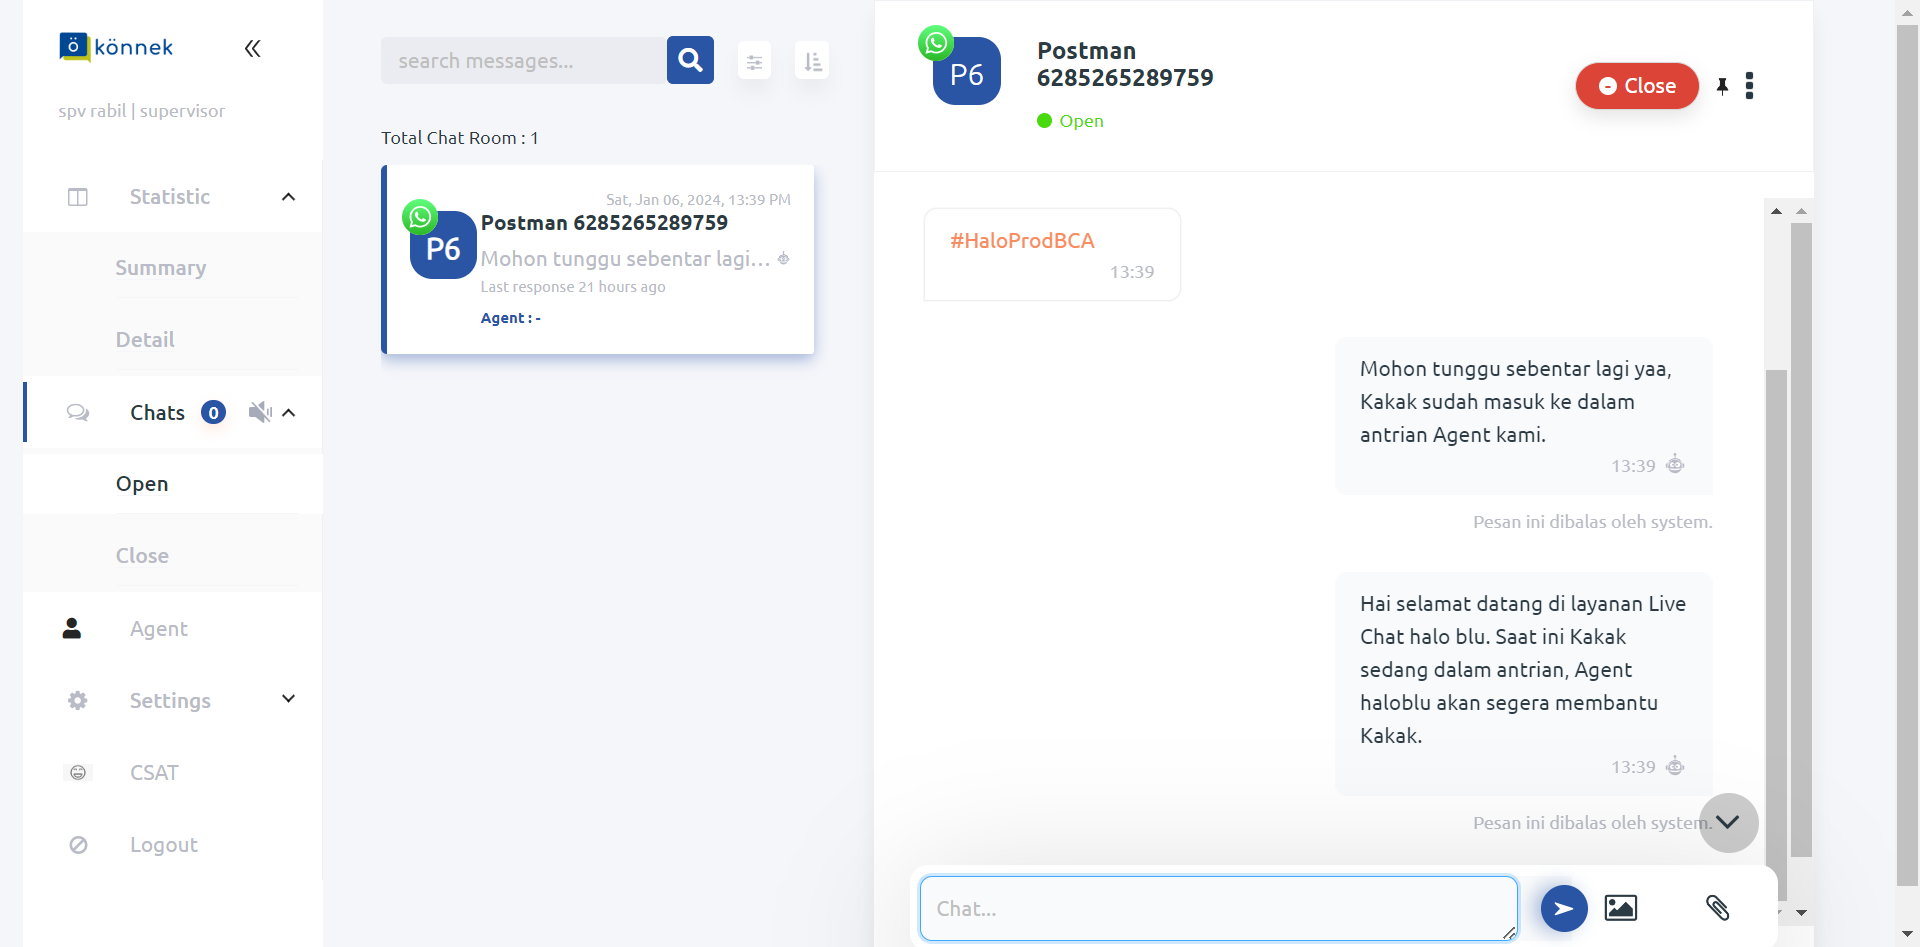 ö könnek
spv rabil | supervisor
Statistic
Summary
Detail
Chats 0
Open
Close
Agent
Settings
CSAT
Logout
search messages...
Total Chat Room : 1
Sat, Jan 06, 2024, 13:39 PM
P6
Postman 6285265289759
Mohon tunggu sebentar lagi...
Last response 21 hours ago
Agent : -
P6
Postman
6285265289759
Open
Close
#HaloProdBCA
13:39
Mohon tunggu sebentar lagi yaa,
Kakak sudah masuk ke dalam
antrian Agent kami.
13:39
Pesan ini dibalas oleh system.
Hai selamat datang di layanan Live
Chat halo blu. Saat ini Kakak
sedang dalam antrian, Agent
haloblu akan segera membantu
Kakak.
13:39
Pesan ini dibalas oleh system.
Chat...